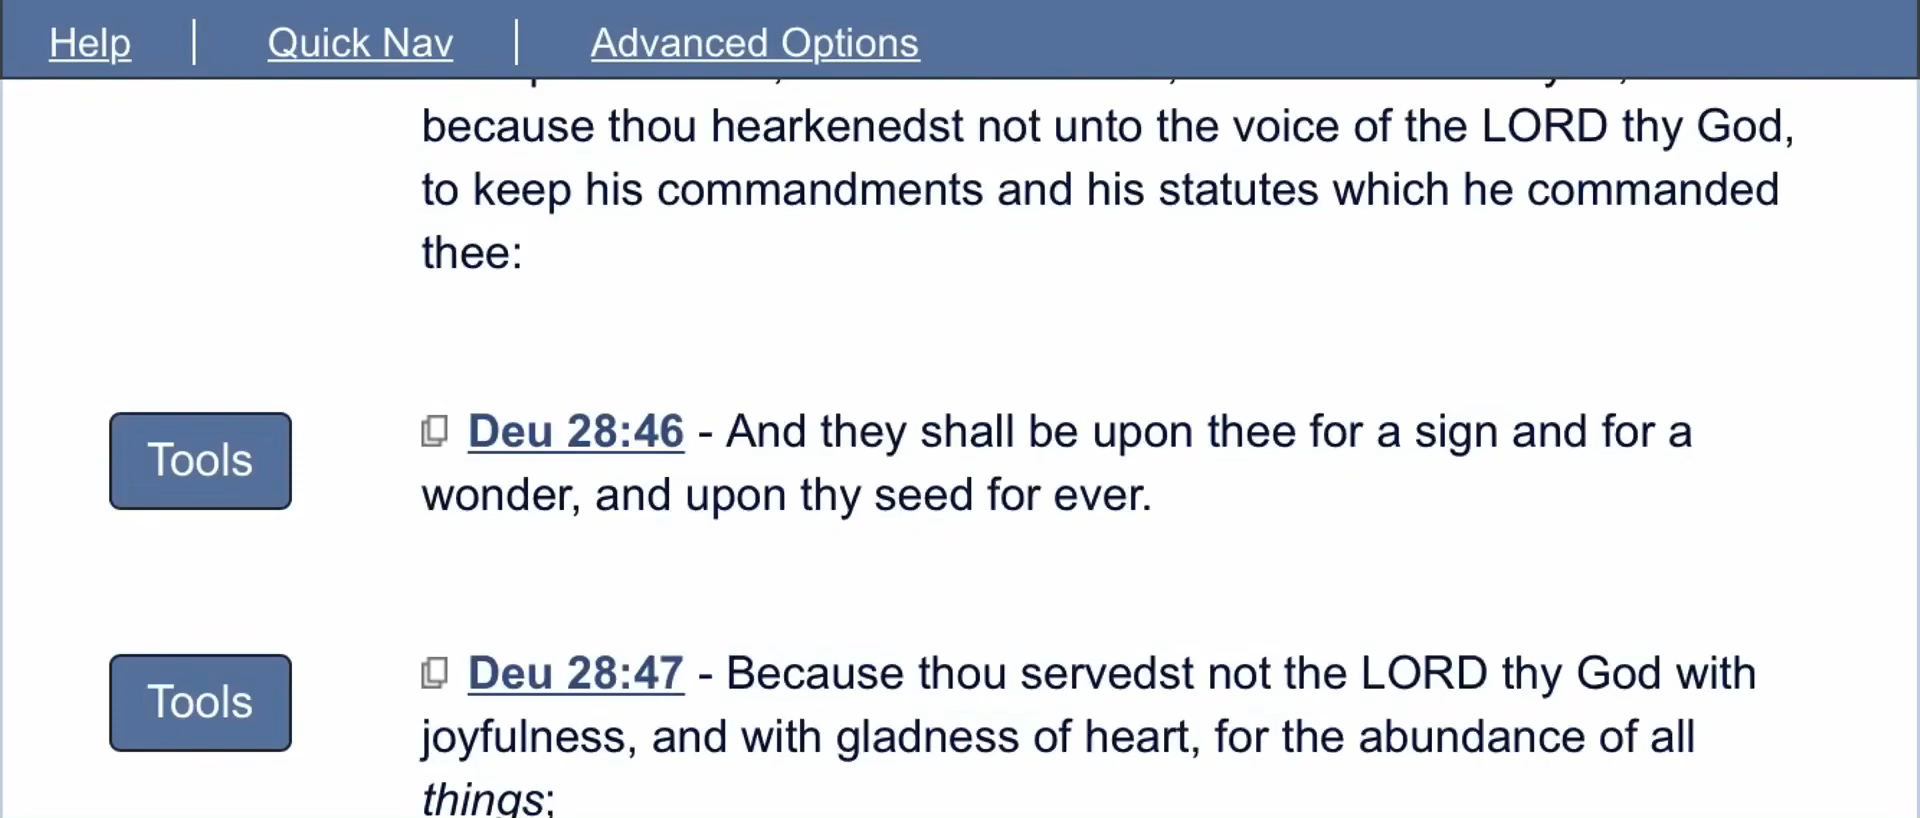 Help | Quick Nav | Advanced Options
because thou hearkenedst not unto the voice of the LORD thy God,
to keep his commandments and his statutes which he commanded
thee:
Tools
Deu 28:46 - And they shall be upon thee for a sign and for a
wonder, and upon thy seed for ever.
Tools
Deu 28:47 - Because thou servedst not the LORD thy God with
joyfulness, and with gladness of heart, for the abundance of all
things;